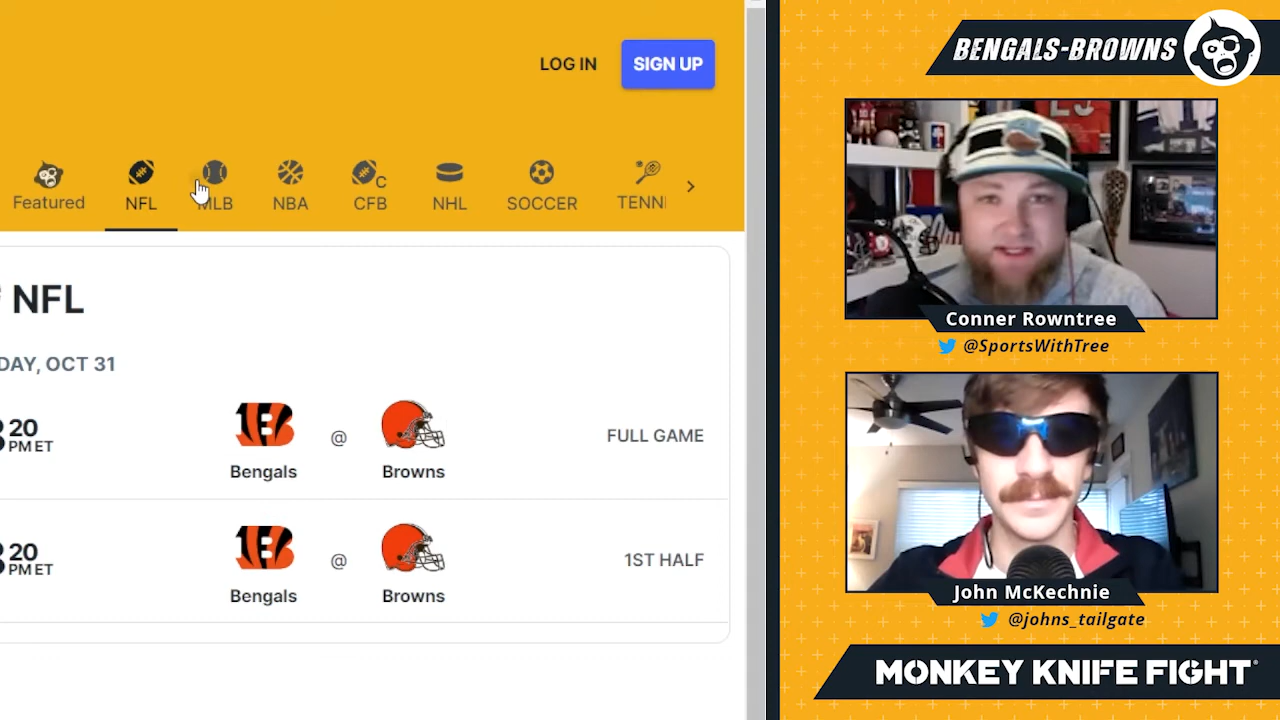 LOG IN
SIGN UP
Featured
NFL
MLB
NBA
CFB
C
NHL
SOCCER
TENNI
NFL
DAY, OCT 31
20
PM ET
Bengals
@
Browns
FULL GAME
20
PM ET
Bengals
@
Browns
1ST HALF
BENGALS-BROWNS
Conner Rowntree
@SportsWithTree
John McKechnie
@johns_tailgate
MONKEY KNIFE FIGHT